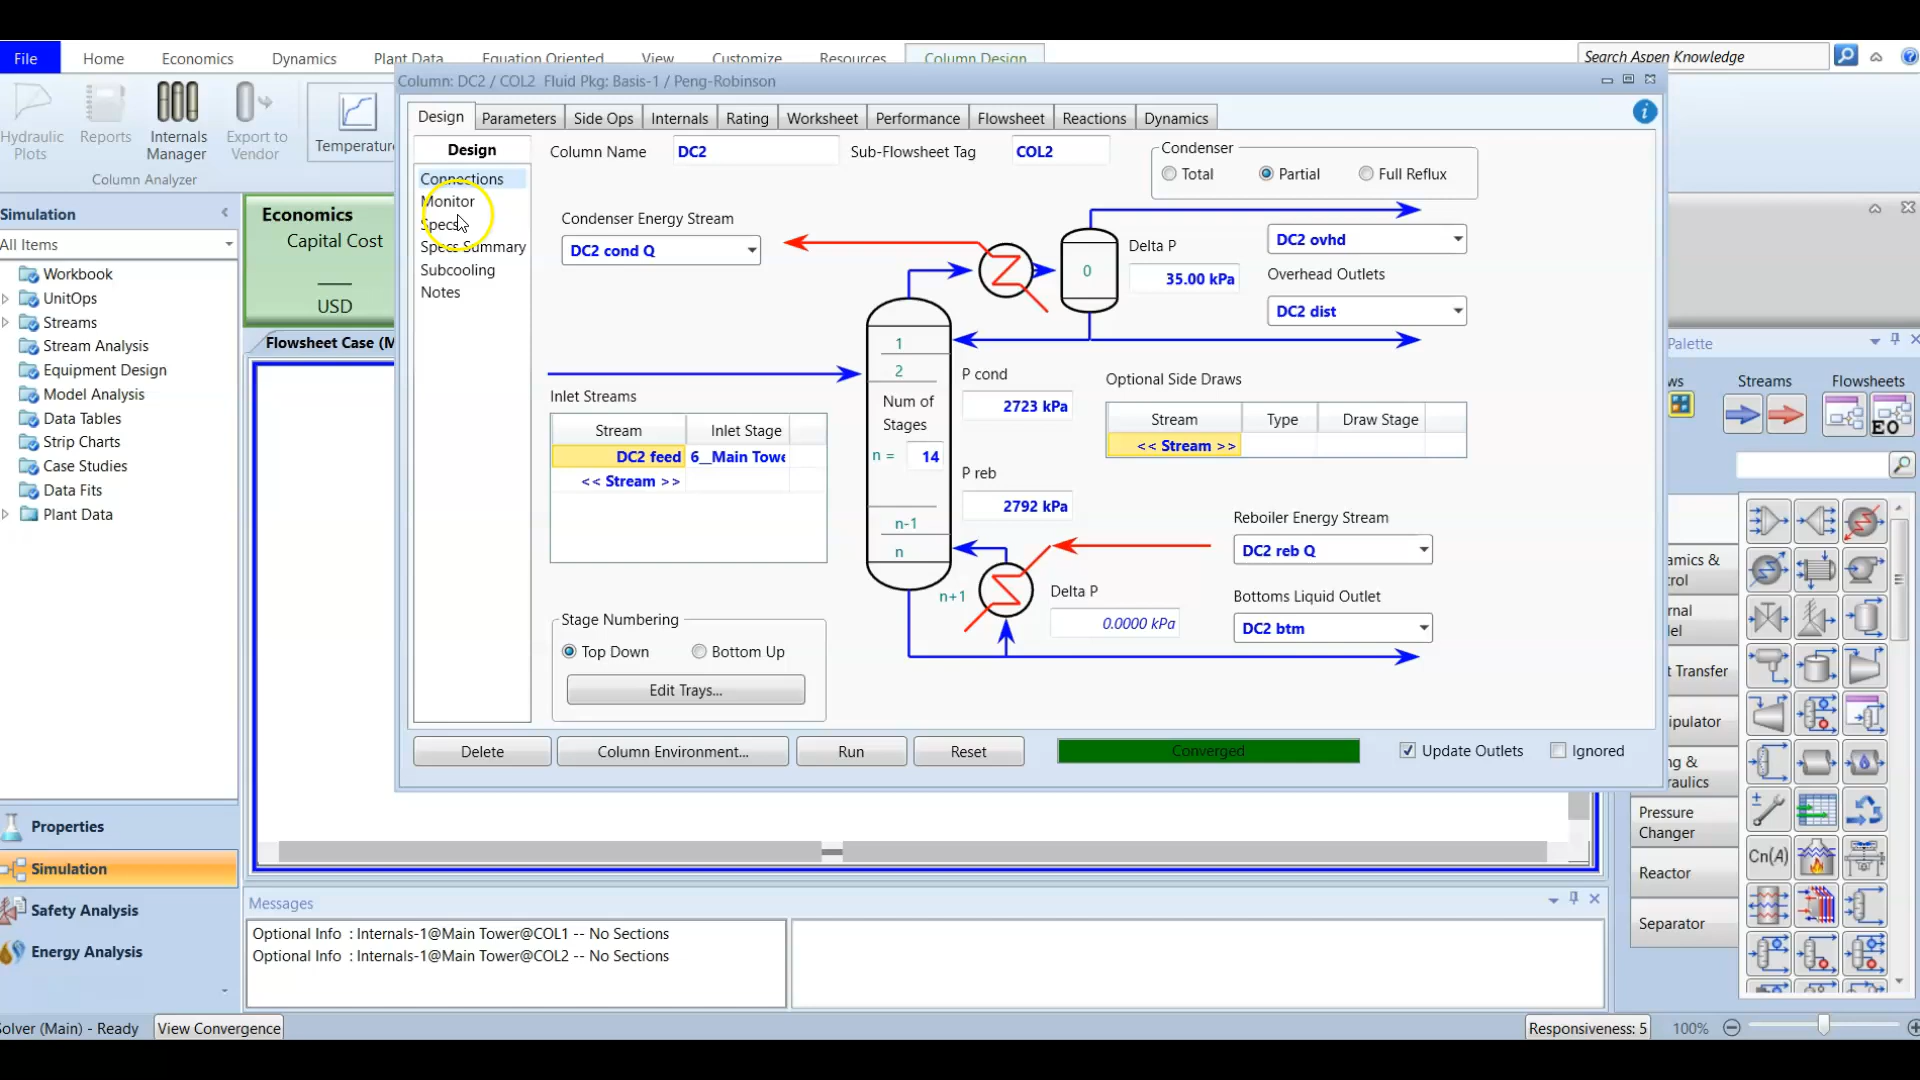 File Home Economics Dynamics Plant Data Equation Oriented View Customize Resources Column Design Search Aspen Knowledge
Column: DC2 / COL2 Fluid Pkg: Basis-1 / Peng-Robinson
Hydraulic Plots
Reports
Internals Manager
Export to Vendor
Temperature
Column Analyzer
Design Parameters Side Ops Internals Rating Worksheet Performance Flowsheet Reactions Dynamics
Design
Connections
Monitor
Specs
Specs Summary
Subcooling
Notes
Column Name DC2 Sub-Flowsheet Tag COL2
Condenser
Total Partial Full Reflux
Condenser Energy Stream
DC2 cond Q
0
Delta P
35.00 kPa
DC2 ovhd
Overhead Outlets
DC2 dist
Inlet Streams
Stream Inlet Stage
DC2 feed 6__Main Towe
<< Stream >>
1
2
Num of
Stages
n = 14
n-1
n
n+1
P cond
2723 kPa
P reb
2792 kPa
Optional Side Draws
Stream Type Draw Stage
<< Stream >>
Reboiler Energy Stream
DC2 reb Q
Delta P
0.0000 kPa
Bottoms Liquid Outlet
DC2 btm
Stage Numbering
Top Down Bottom Up
Edit Trays...
Delete Column Environment... Run Reset Converged Update Outlets Ignored
Simulation
All Items
Workbook
UnitOps
Streams
Stream Analysis
Equipment Design
Model Analysis
Data Tables
Strip Charts
Case Studies
Data Fits
Plant Data
Properties
Simulation
Safety Analysis
Energy Analysis
Economics
Capital Cost
USD
Flowsheet Case (M
Palette
ws Streams Flowsheets
EO
Pressure
Changer
Reactor
Separator
Cn(A)
Messages
Optional Info : Internals-1@Main Tower@COL1 -- No Sections
Optional Info : Internals-1@Main Tower@COL2 -- No Sections
Solver (Main) - Ready View Convergence Responsiveness: 5 100%